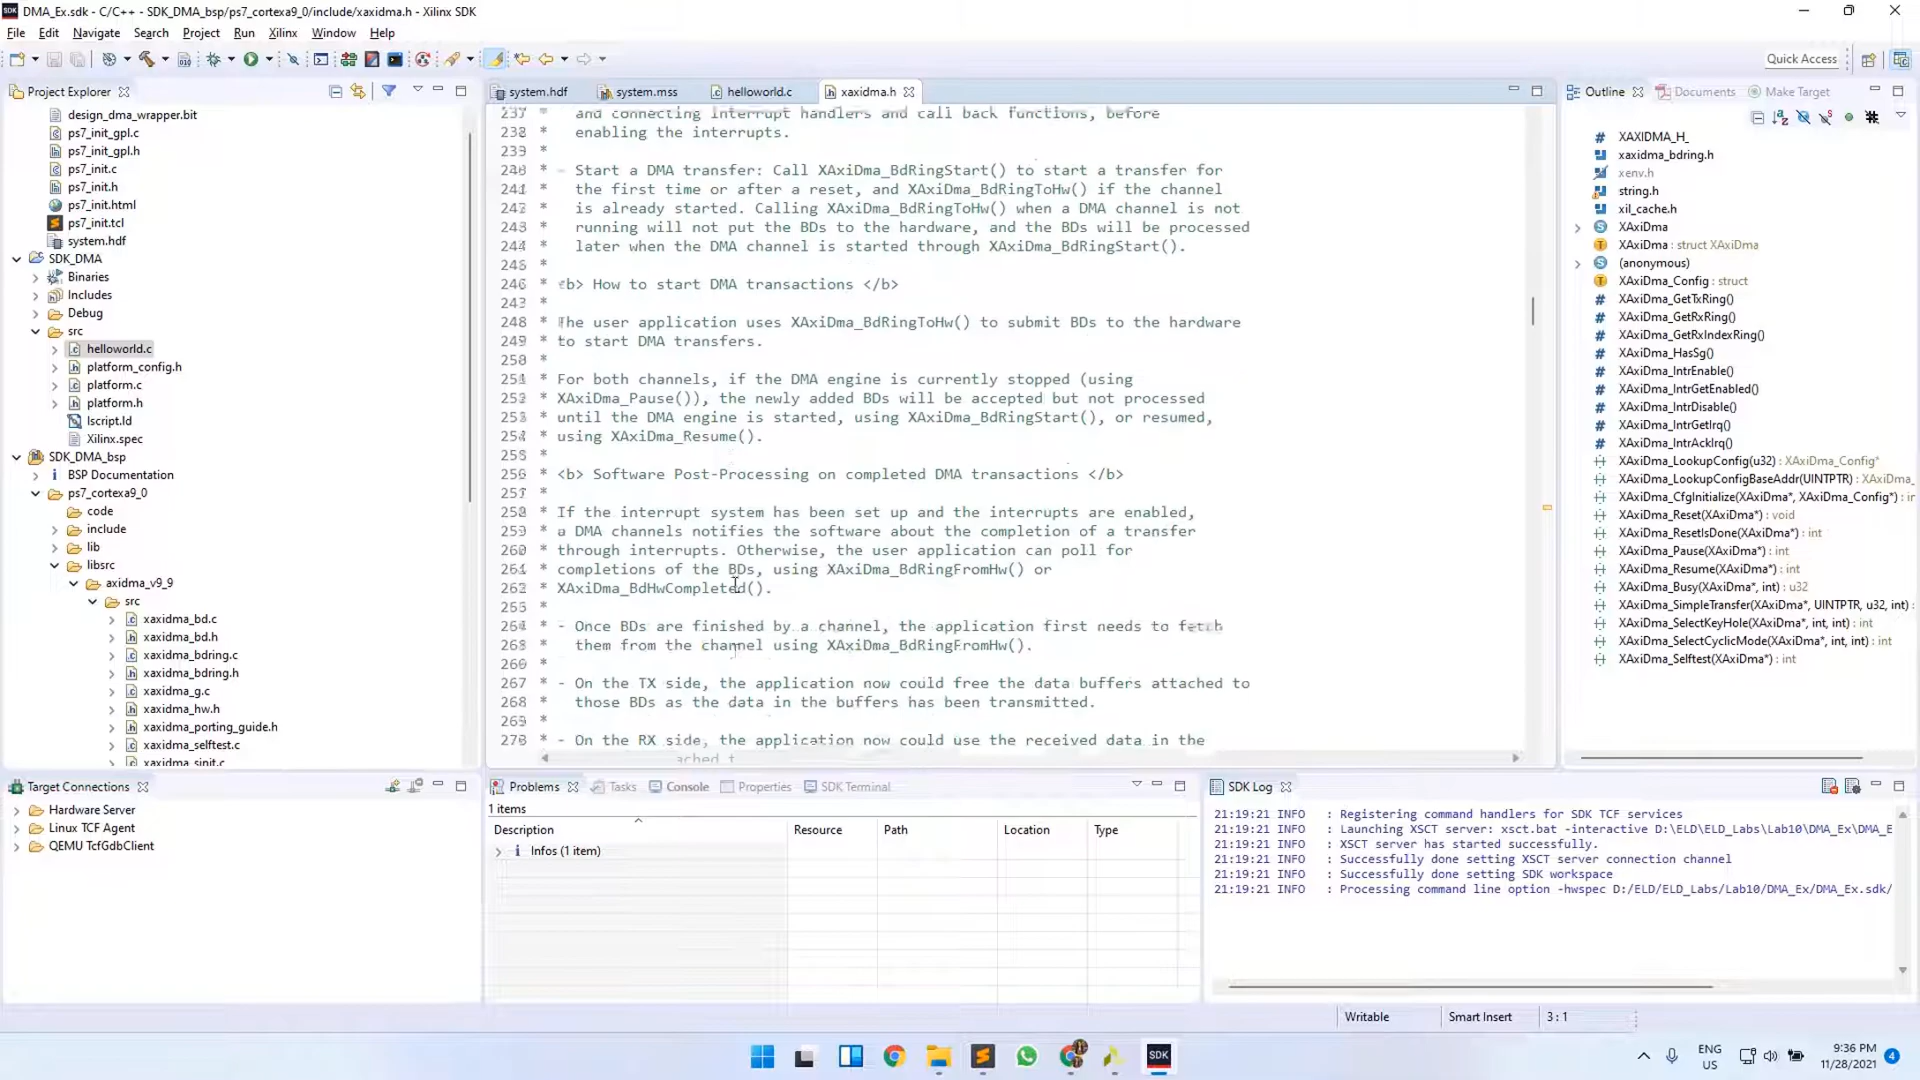 DMA_Ex.sdk - C/C++ - SDK_DMA_bsp/ps7_cortexa9_0/include/xaxidma.h - Xilinx SDK
File Edit Navigate Search Project Run Xilinx Window Help
Quick Access
Project Explorer
design_dma_wrapper.bit
ps7_init_gpl.c
ps7_init_gpl.h
ps7_init.c
ps7_init.h
ps7_init.html
ps7_init.tcl
system.hdf
SDK_DMA
Binaries
Includes
Debug
src
helloworld.c
platform_config.h
platform.c
platform.h
lscript.ld
Xilinx.spec
SDK_DMA_bsp
BSP Documentation
ps7_cortexa9_0
code
include
lib
libsrc
axidma_v9_9
src
xaxidma_bd.c
xaxidma_bd.h
xaxidma_bdring.c
xaxidma_bdring.h
xaxidma_g.c
xaxidma_hw.h
xaxidma_porting_guide.h
xaxidma_selftest.c
xaxidma_sinit.c
system.hdf system.mss helloworld.c xaxidma.h
237 and connecting interrupt handlers and call back functions, before
238 * enabling the interrupts.
239 *
240 * - Start a DMA transfer: Call XAxiDma_BdRingStart() to start a transfer for
241 * the first time or after a reset, and XAxiDma_BdRingToHw() if the channel
* is already started. Calling XAxiDma_BdRingToHw() when a DMA channel is not
243 * running will not put the BDs to the hardware, and the BDs will be processed
244 * later when the DMA channel is started through XAxiDma_BdRingStart().
*
246 * <b> How to start DMA transactions </b>
*
248 * The user application uses XAxiDma_BdRingToHw() to submit BDs to the hardware
249 * to start DMA transfers.
250 *
251 * For both channels, if the DMA engine is currently stopped (using
252 * XAxiDma_Pause()), the newly added BDs will be accepted but not processed
253 * until the DMA engine is started, using XAxiDma_BdRingStart(), or resumed,
254 * using XAxiDma_Resume().
*
256 * <b> Software Post-Processing on completed DMA transactions </b>
257 *
258 * If the interrupt system has been set up and the interrupts are enabled,
259 * a DMA channels notifies the software about the completion of a transfer
260 * through interrupts. Otherwise, the user application can poll for
261 * completions of the BDs, using XAxiDma_BdRingFromHw() or
262 * XAxiDma_BdHwCompleted().
*
264 * - Once BDs are finished by a channel, the application first needs to fetch
* them from the channel using XAxiDma_BdRingFromHw().
*
267 * - On the TX side, the application now could free the data buffers attached to
268 * those BDs as the data in the buffers has been transmitted.
269 *
270 * - On the RX side, the application now could use the received data in the
Outline Documents Make Target
XAXIDMA_H_
xaxidma_bdring.h
xenv.h
string.h
xil_cache.h
XAxiDma
XAxiDma : struct XAxiDma
(anonymous)
XAxiDma_Config : struct
XAxiDma_GetTxRing()
XAxiDma_GetRxRing()
XAxiDma_GetRxIndexRing()
XAxiDma_HasSg()
XAxiDma_IntrEnable()
XAxiDma_IntrGetEnabled()
XAxiDma_IntrDisable()
XAxiDma_IntrGetIrq()
XAxiDma_IntrAckIrq()
XAxiDma_LookupConfig(u32) : XAxiDma_Config*
XAxiDma_LookupConfigBaseAddr(UINTPTR) : XAxiDma_
XAxiDma_CfgInitialize(XAxiDma*, XAxiDma_Config*) : in
XAxiDma_Reset(XAxiDma*) : void
XAxiDma_ResetIsDone(XAxiDma*) : int
XAxiDma_Pause(XAxiDma*) : int
XAxiDma_Resume(XAxiDma*) : int
XAxiDma_Busy(XAxiDma*, int) : u32
XAxiDma_SimpleTransfer(XAxiDma*, UINTPTR, u32, int) :
XAxiDma_SelectKeyHole(XAxiDma*, int, int) : int
XAxiDma_SelectCyclicMode(XAxiDma*, int, int) : int
XAxiDma_Selftest(XAxiDma*) : int
Target Connections
Hardware Server
Linux TCF Agent
QEMU TcfGdbClient
Problems Tasks Console Properties SDK Terminal
1 items
Description Resource Path Location Type
Infos (1 item)
SDK Log
21:19:21 INFO : Registering command handlers for SDK TCF services
21:19:21 INFO : Launching XSCT server: xsct.bat -interactive D:\ELD\ELD_Labs\Lab10\DMA_Ex\DMA_E
21:19:21 INFO : XSCT server has started successfully.
21:19:21 INFO : Successfully done setting XSCT server connection channel
21:19:21 INFO : Successfully done setting SDK workspace
21:19:21 INFO : Processing command line option -hwspec D:/ELD/ELD_Labs/Lab10/DMA_Ex/DMA_Ex.sdk/
Writable Smart Insert 3 : 1
SDK
ENG
US
9:36 PM
11/28/2021
4